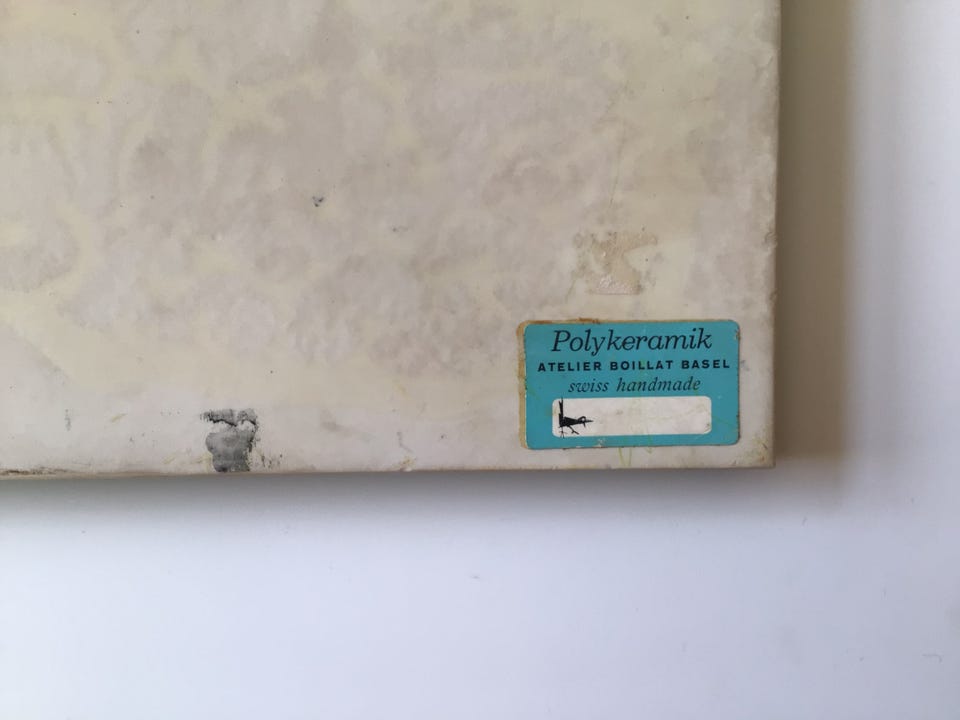 Polykeramik
ATELIER BOILLAT BASEL
swiss handmade